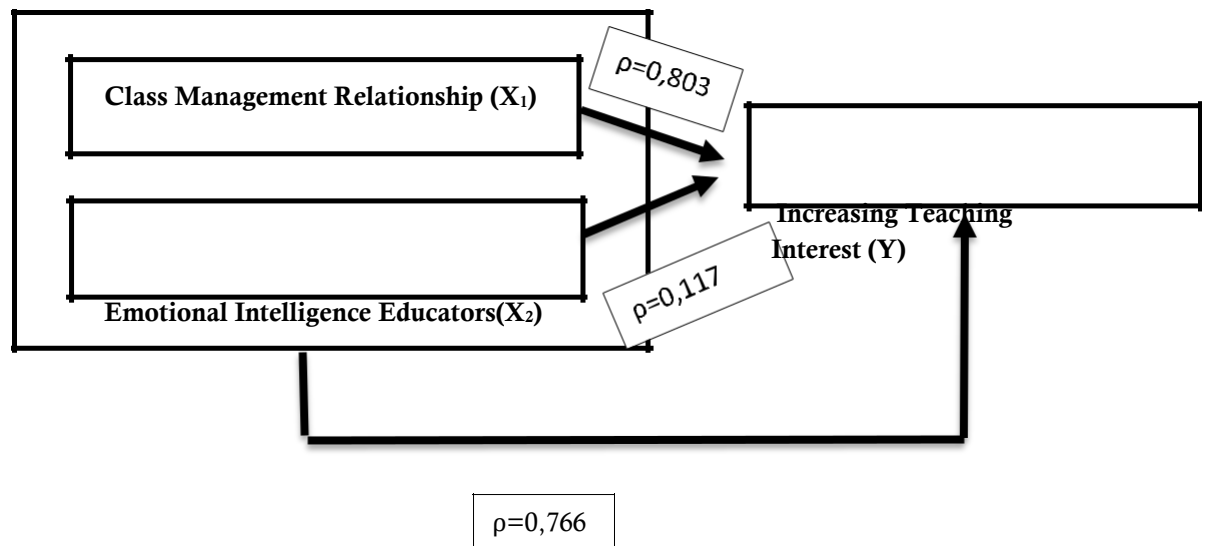 Class Management Relationship (X₁)
ρ=0,803
Increasing Teaching
Interest (Y)
Emotional Intelligence Educators(X₂)
ρ=0,117
ρ=0,766